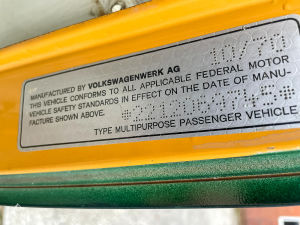 10/70
MANUFACTURED BY VOLKSWAGENWERK AG
THIS VEHICLE CONFORMS TO ALL APPLICABLE FEDERAL MOTOR
VEHICLE SAFETY STANDARDS IN EFFECT ON THE DATE OF MANU-
FACTURE SHOWN ABOVE.
*2212069745*
TYPE MULTIPURPOSE PASSENGER VEHICLE